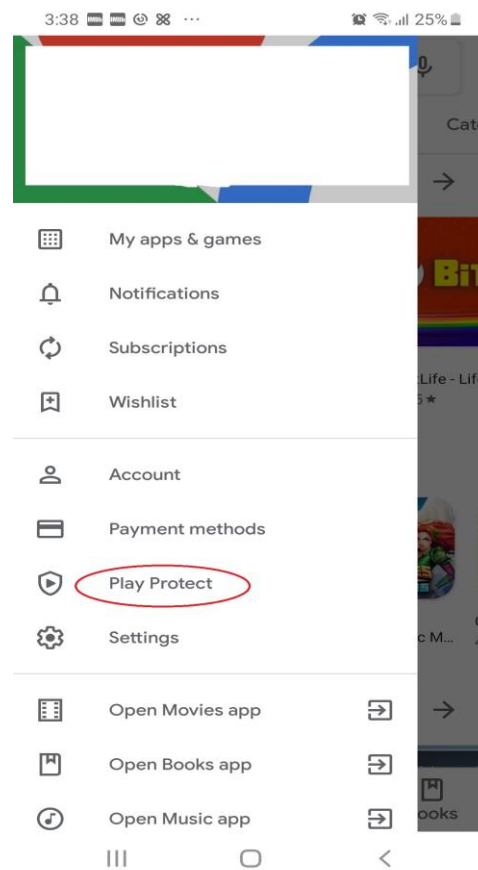 3:38 ... 25%
Cat
My apps & games
BiT
Notifications
Subscriptions
Life - Lif
Wishlist
Account
Payment methods
Play Protect
Settings
c M...
Open Movies app
Open Books app
ooks
Open Music app